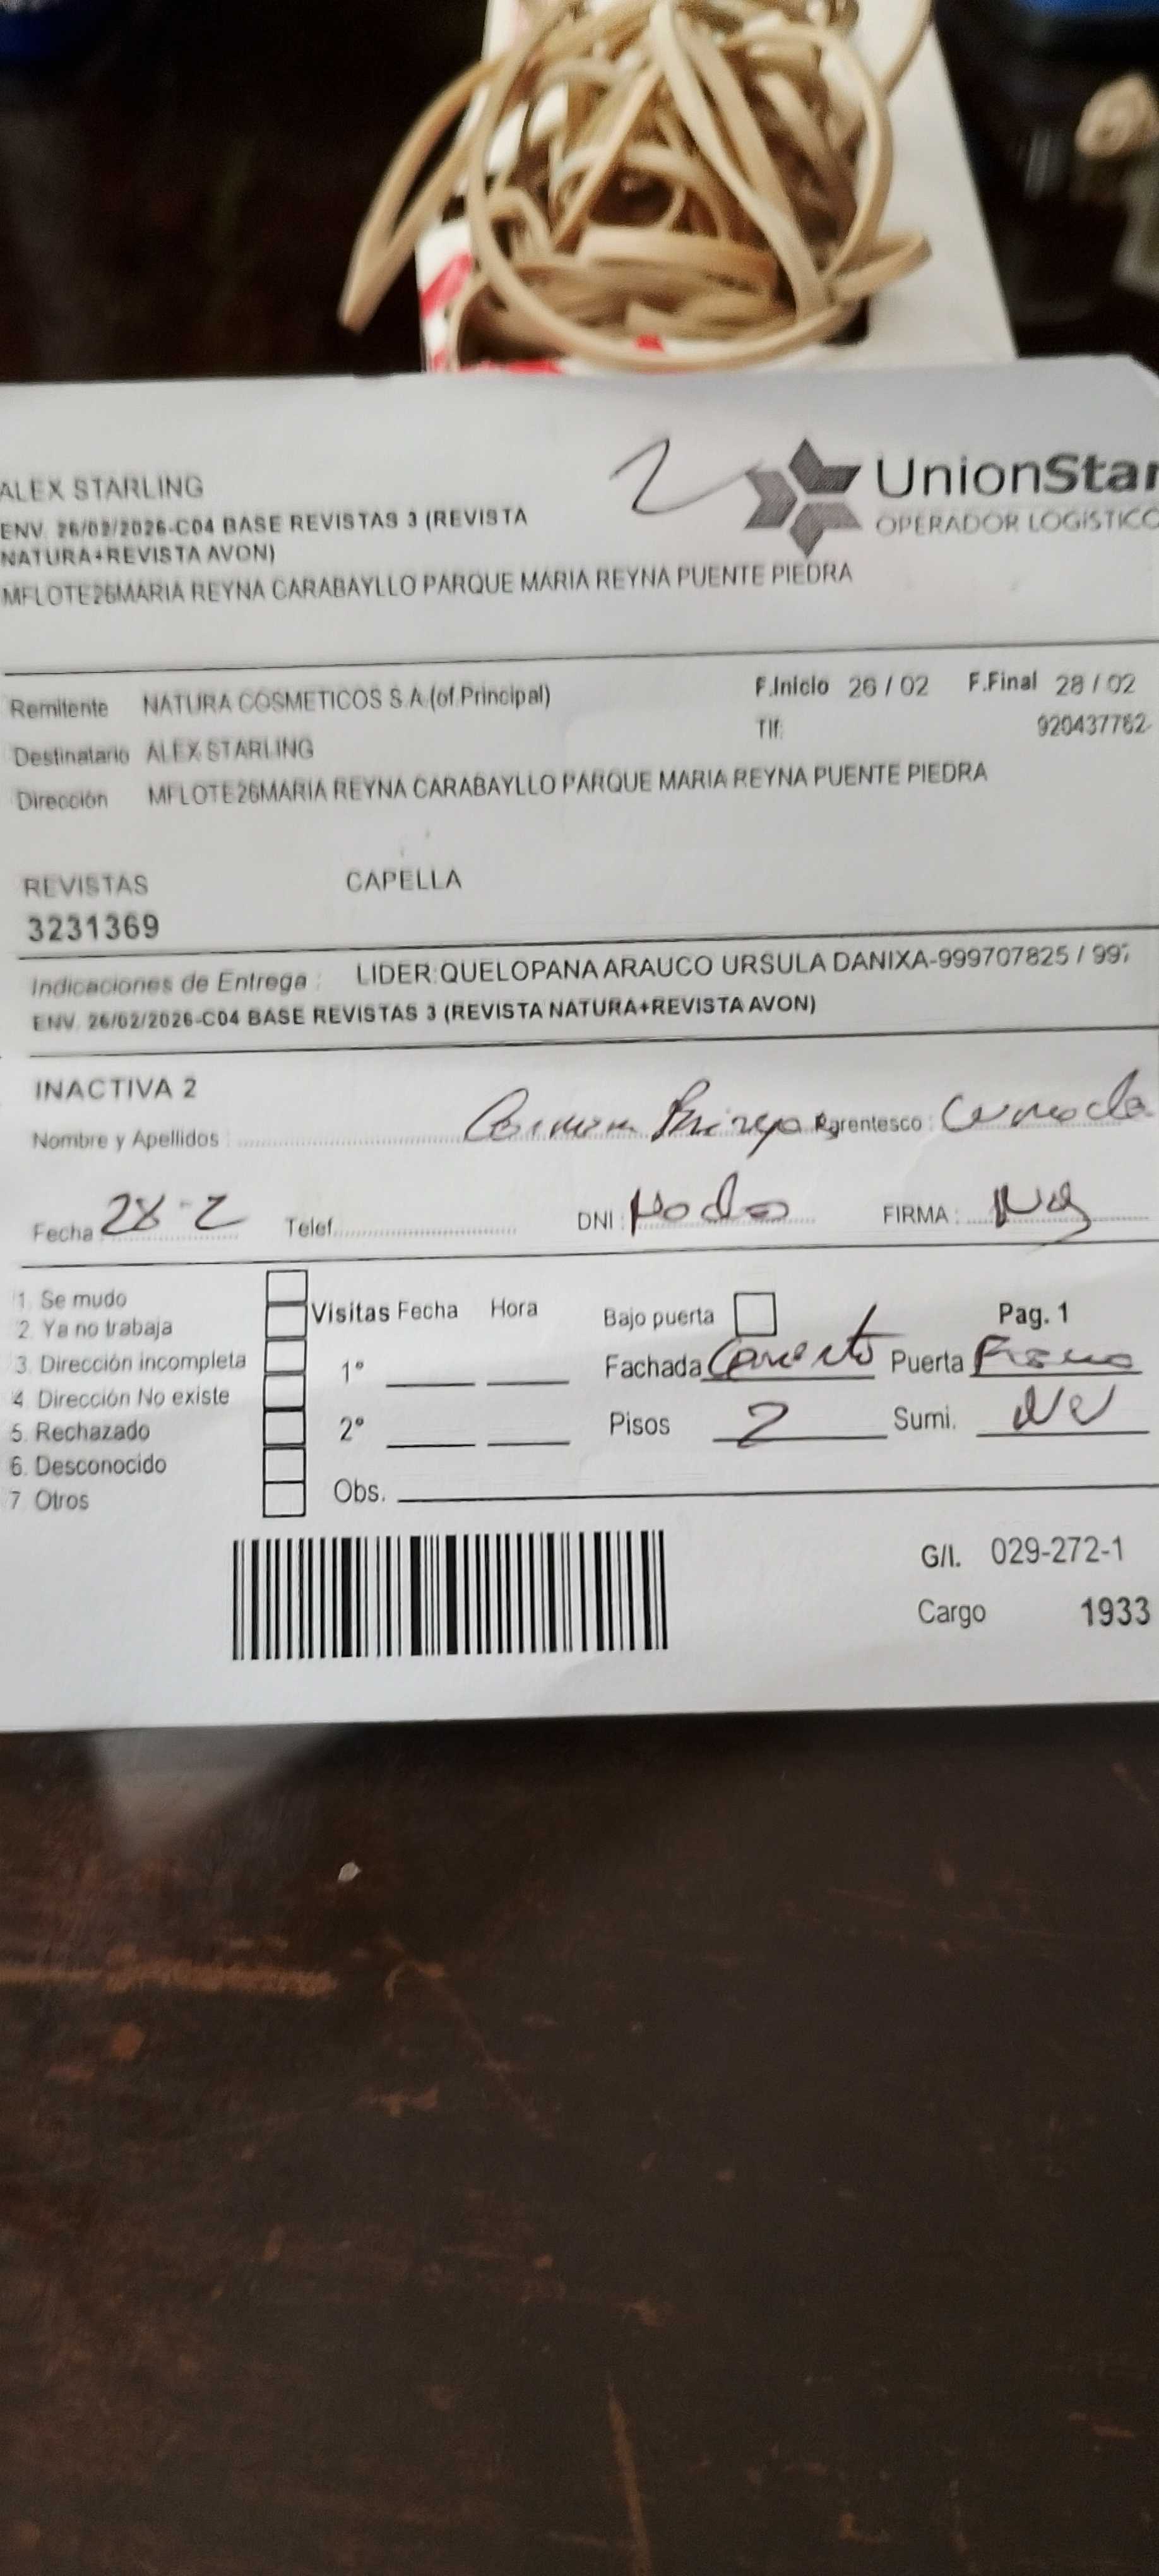 ALEX STARLING
ENV. 26/02/2026-C04 BASE REVISTAS 3 (REVISTA
NATURA+REVISTA AVON)
MFLOTE26MARIA REYNA CARABAYLLO PARQUE MARIA REYNA PUENTE PIEDRA
2
UnionStar
OPERADOR LOGISTICO
Remitente NATURA COSMETICOS S.A.(of.Principal) F.Inicio 26 / 02 F.Final 28 / 02
Tlf: 920437762
Destinatario ALEX STARLING
Dirección MFLOTE26MARIA REYNA CARABAYLLO PARQUE MARIA REYNA PUENTE PIEDRA
REVISTAS CAPELLA
3231369
Indicaciones de Entrega : LIDER:QUELOPANA ARAUCO URSULA DANIXA-999707825 / 997
ENV. 26/02/2026-C04 BASE REVISTAS 3 (REVISTA NATURA+REVISTA AVON)
INACTIVA 2
Nombre y Apellidos : Carmen Parentesco :
Fecha 28-2 Telef. DNI : FIRMA :
1. Se mudo
2. Ya no trabaja
3. Dirección incompleta
4. Dirección No existe
5. Rechazado
6. Desconocido
7. Otros
Visitas Fecha Hora
1°
2°
Obs.
Bajo puerta Pag. 1
Fachada Puerta
Pisos 2 Sumi.
G/I. 029-272-1
Cargo 1933